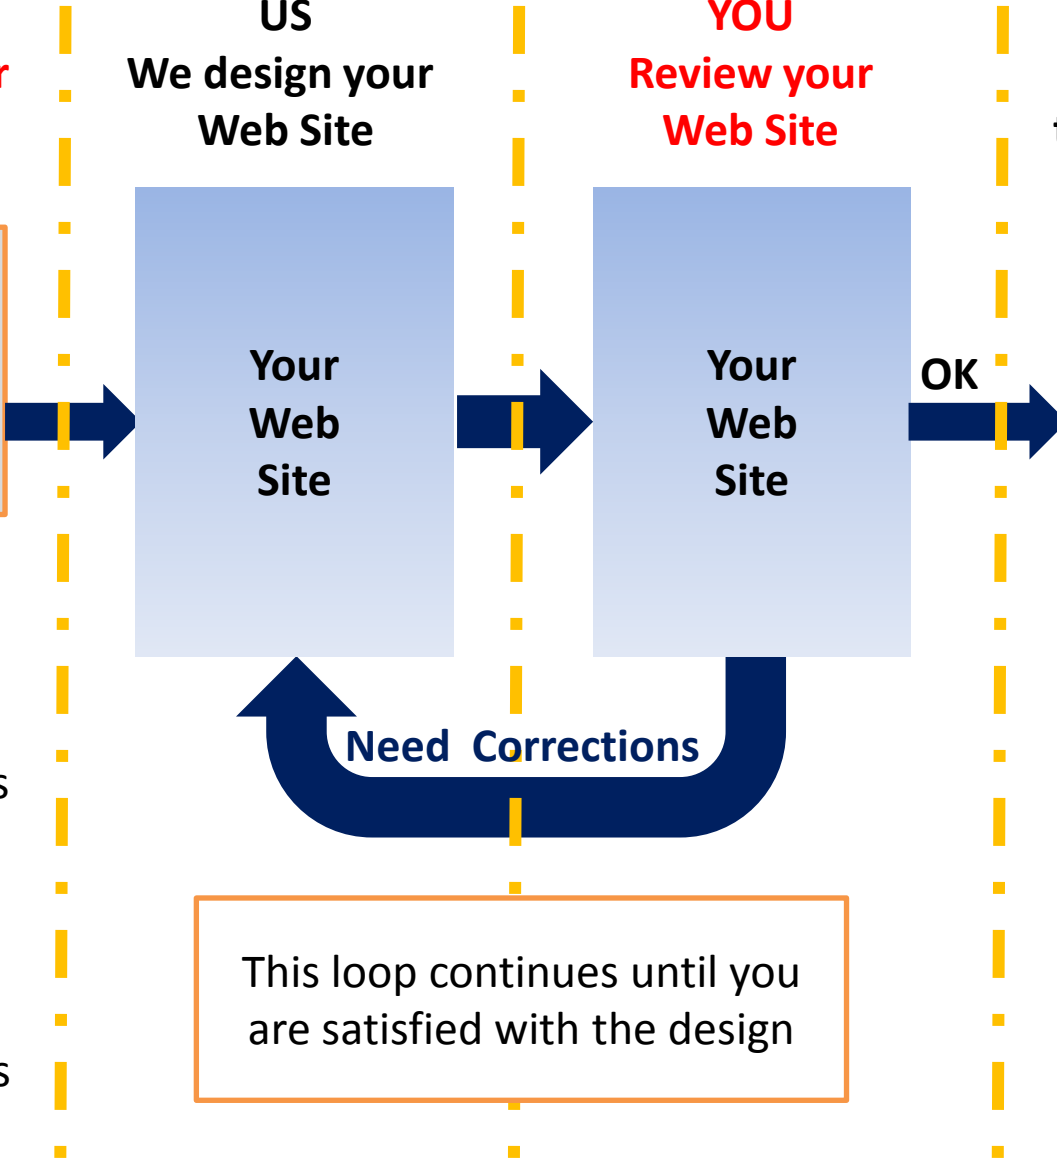 US
We design your
Web Site
YOU
Review your
Web Site
Your
Web
Site
Your
Web
Site
OK
Need Corrections
This loop continues until you
are satisfied with the design